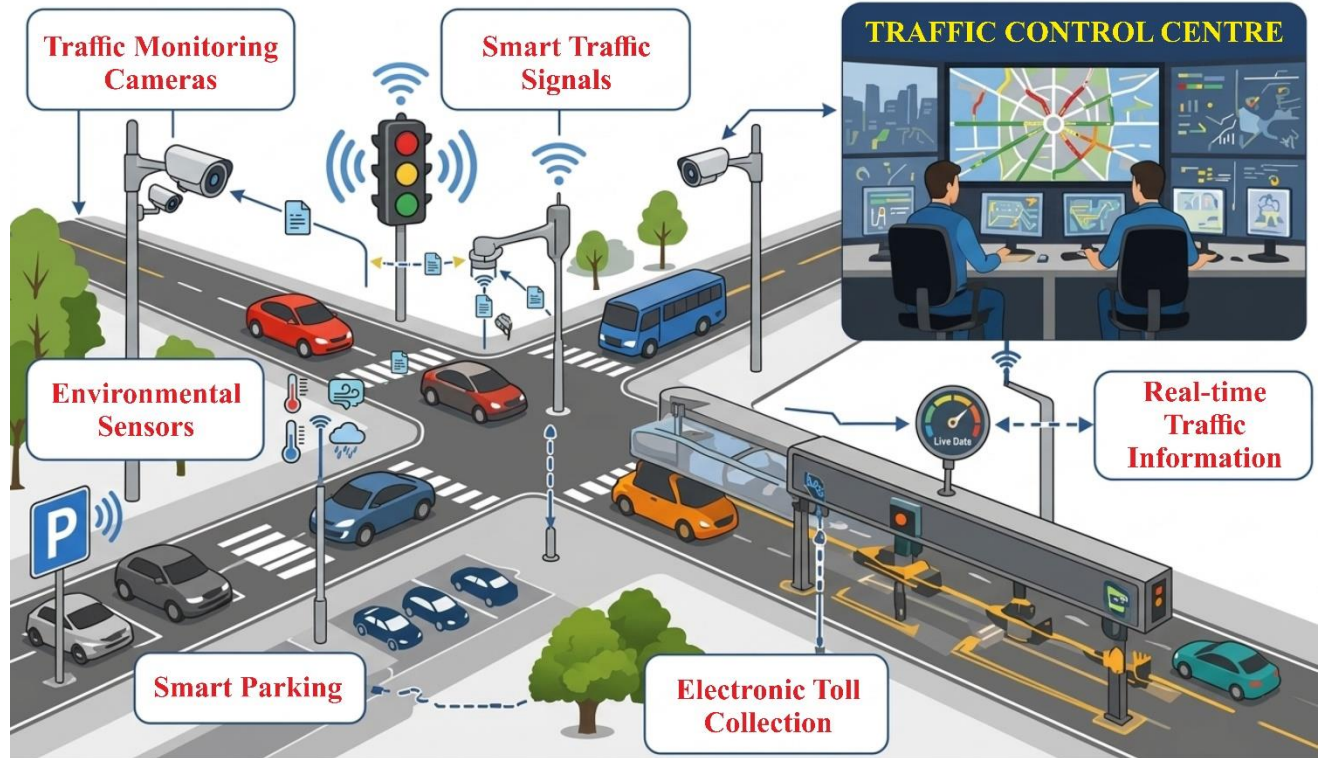 Traffic Monitoring
Cameras
Smart Traffic
Signals
TRAFFIC CONTROL CENTRE
Environmental
Sensors
Real-time
Traffic
Information
Live Date
P
Smart Parking
Electronic Toll
Collection